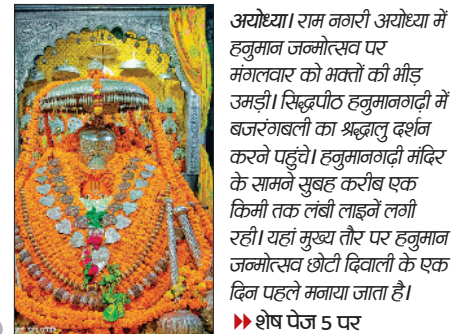 अयोध्या। राम नगरी अयोध्या में
हनुमान जन्मोत्सव पर
मंगलवार को भक्तों की भीड़
उमड़ी। सिद्धपीठ हनुमानगढ़ी में
बजरंगबली का श्रद्धालु दर्शन
करने पहुंचे। हनुमानगढ़ी मंदिर
के सामने सुबह करीब एक
किमी तक लंबी लाइनें लगी
रही। यहां मुख्य तौर पर हनुमान
जन्मोत्सव छोटी दिवाली के एक
दिन पहले मनाया जाता है।
शेष पेज 5 पर